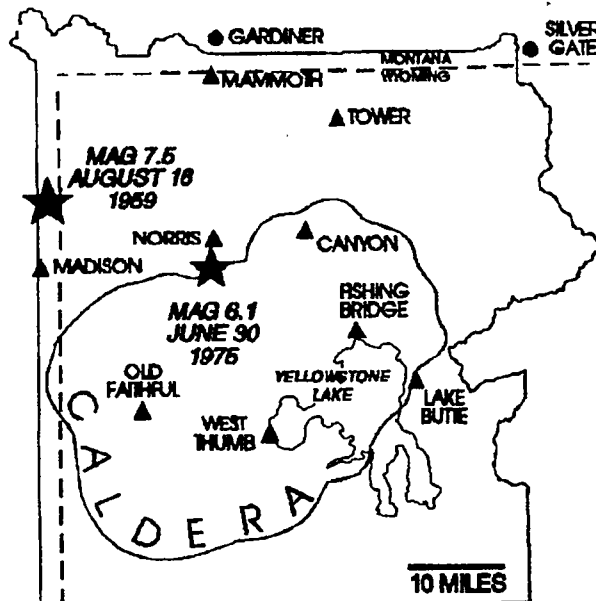 GARDINER
SILVER
GATE
MONTANA
WYOMING
MAMMOTH
TOWER
MAG 7.5
AUGUST 18
1959
NORRIS
CANYON
MADISON
MAG 6.1
JUNE 30
1975
FISHING
BRIDGE
OLD
FAITHFUL
YELLOWSTONE
LAKE
LAKE
BUTTE
WEST
THUMB
CALDERA
10 MILES